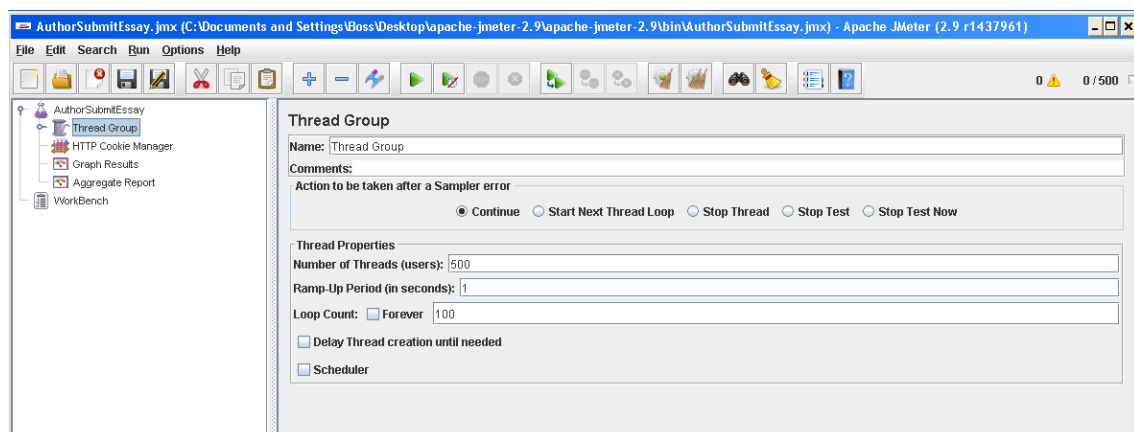 AuthorSubmitEssay.jmx (C:\Documents and Settings\Boss\Desktop\apache-jmeter-2.9\apache-jmeter-2.9\bin\AuthorSubmitEssay.jmx) - Apache JMeter (2.9 r1437961)
File Edit Search Run Options Help
0 0 / 500
AuthorSubmitEssay
Thread Group
HTTP Cookie Manager
Graph Results
Aggregate Report
WorkBench
Thread Group
Name: Thread Group
Comments:
Action to be taken after a Sampler error
Continue Start Next Thread Loop Stop Thread Stop Test Stop Test Now
Thread Properties
Number of Threads (users): 500
Ramp-Up Period (in seconds): 1
Loop Count: Forever 100
Delay Thread creation until needed
Scheduler